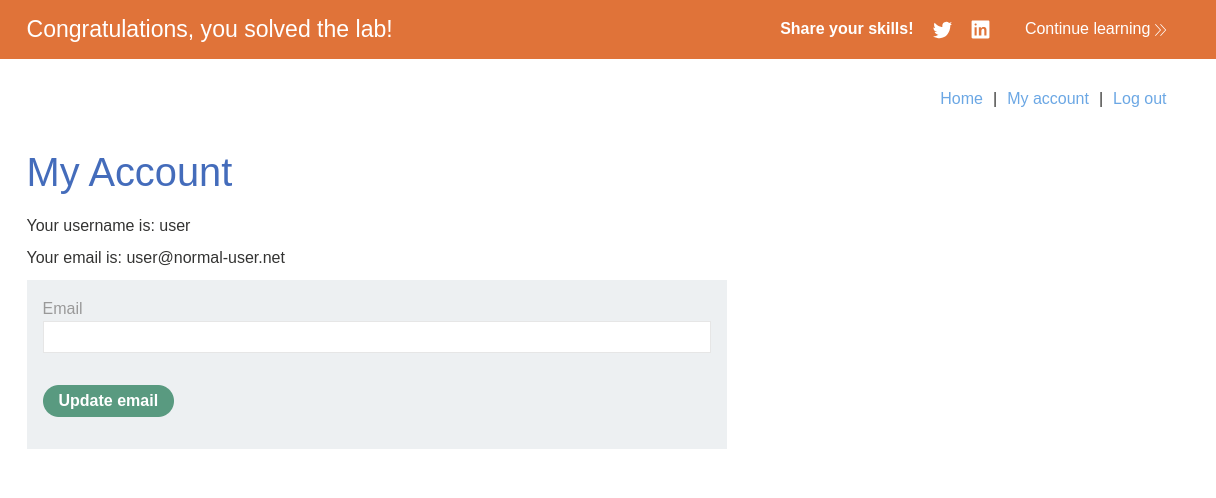 Congratulations, you solved the lab!
Share your skills!
Continue learning
Home | My account | Log out
My Account
Your username is: user
Your email is: user@normal-user.net
Email
Update email